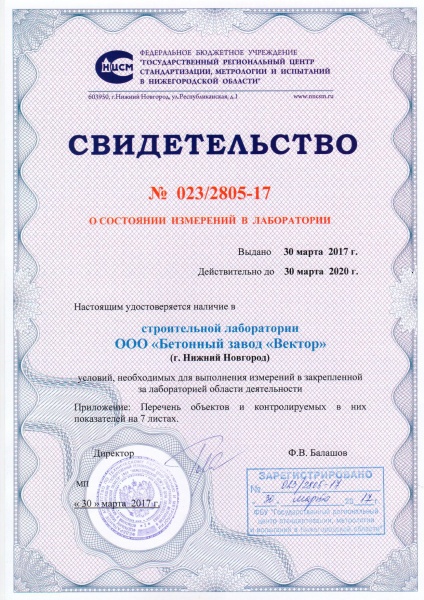 НЦСМ
ФЕДЕРАЛЬНОЕ БЮДЖЕТНОЕ УЧРЕЖДЕНИЕ
"ГОСУДАРСТВЕННЫЙ РЕГИОНАЛЬНЫЙ ЦЕНТР
СТАНДАРТИЗАЦИИ, МЕТРОЛОГИИ И ИСПЫТАНИЙ
В НИЖЕГОРОДСКОЙ ОБЛАСТИ"
603950, г.Нижний Новгород, ул.Республиканская, д.1 www.nncsm.ru
СВИДЕТЕЛЬСТВО
№ 023/2805-17
О СОСТОЯНИИ ИЗМЕРЕНИЙ В ЛАБОРАТОРИИ
Выдано 30 марта 2017 г.
Действительно до 30 марта 2020 г.
Настоящим удостоверяется наличие в
строительной лаборатории
ООО «Бетонный завод «Вектор»
(г. Нижний Новгород)
условий, необходимых для выполнения измерений в закрепленной
за лабораторией области деятельности
Приложение: Перечень объектов и контролируемых в них
показателей на 7 листах.
Директор Ф.В. Балашов
МП
« 30 » марта 2017 г.
ЗАРЕГИСТРИРОВАНО
№ 023/2805-17
30. марта 2017г.
ФБУ "Государственный региональный
центр стандартизации, метрологии
и испытаний в Нижегородской области"